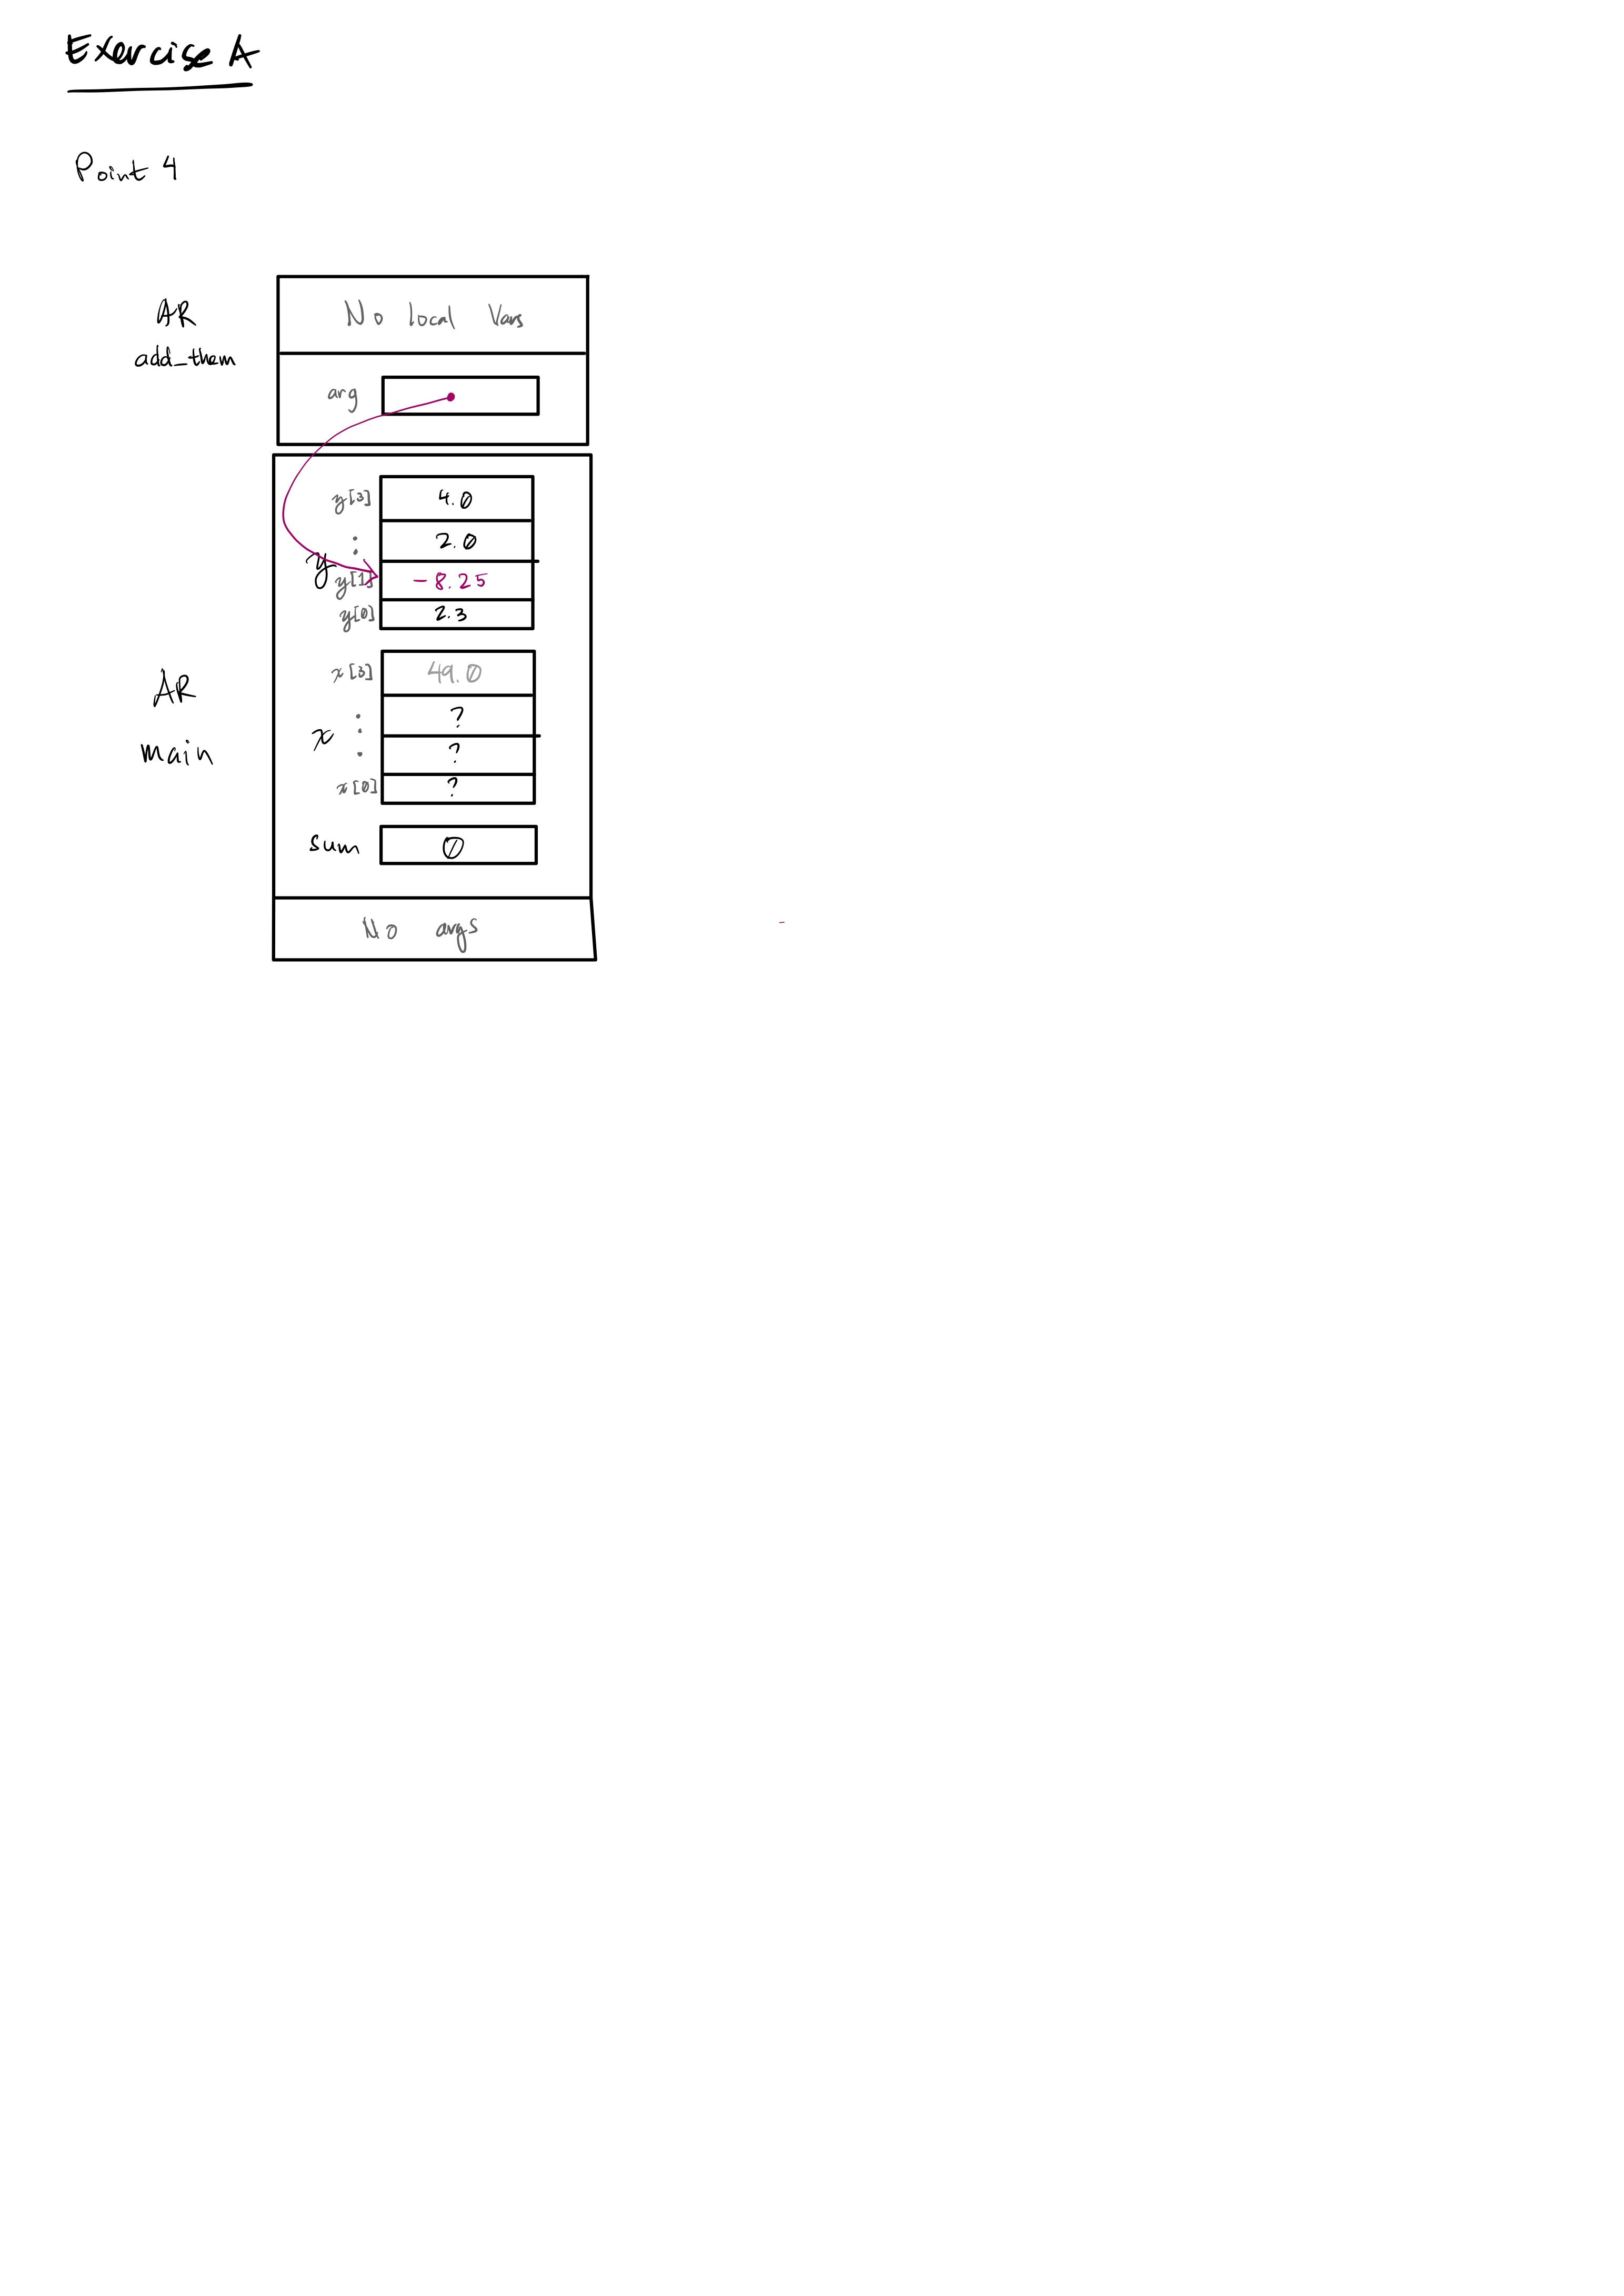 Exercise A
Point 4
AR
add_them
No local Vars
arg
y
y[3] 4.0
2.0
y[1] -8.25
y[0] 2.3
AR
main
x
x[3] 49.0
?
?
x[0] ?
sum 0
No args